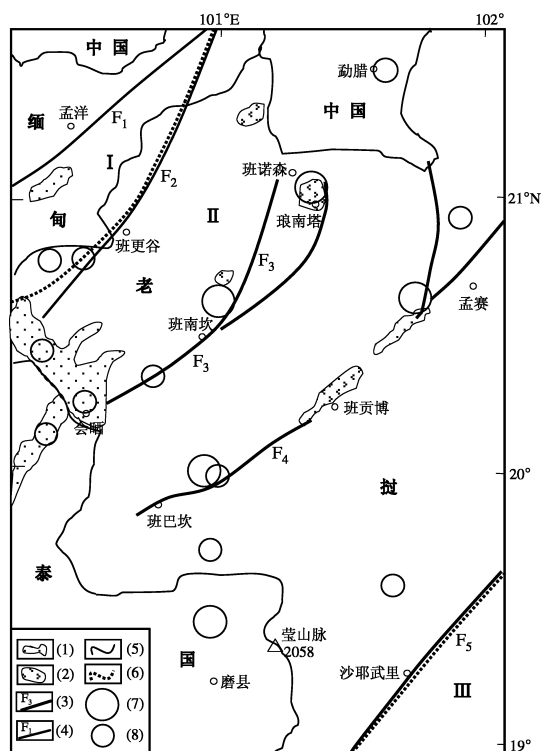 101°E
102°
中国
勐腊
缅
孟洋
F₁
中国
I
班诺森
F₂
21°N
甸
II
琅南塔
班更谷
F₃
老
孟赛
班南坎
F₃
班贡博
会晒
F₄
20°
挝
班巴坎
泰
莹山脉
2058
F₅
国
沙耶武里
磨县
III
(1) (5)
(2) (6)
F₃ (3) (7)
F₁ (4) (8)
19°